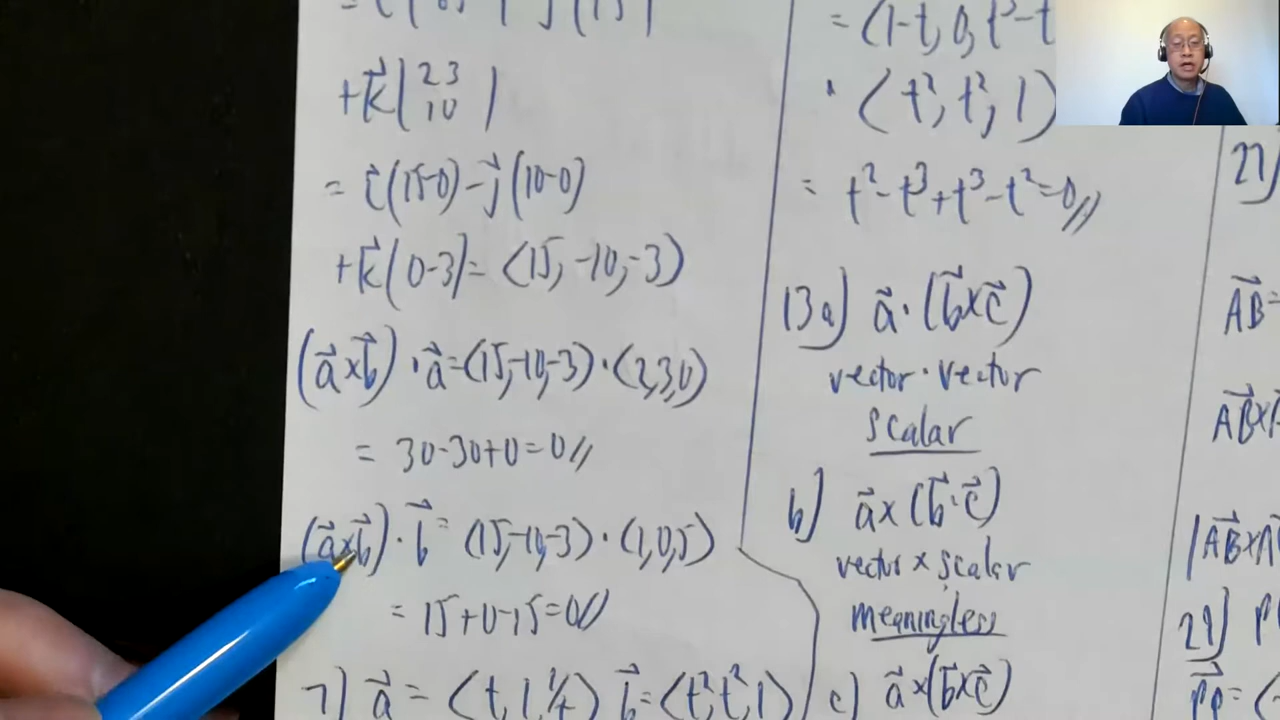 +k⃗|2 3
1 0|
= i⃗(15-0)-j⃗(10-0)
+k⃗(0-3)=⟨15,-10,-3⟩
(a⃗×b⃗)·a⃗=⟨15,-10,-3⟩·⟨2,3,0⟩
= 30-30+0=0//
(a⃗×b⃗)·b⃗=⟨15,-10,-3⟩·⟨1,0,5⟩
= 15+0-15=0//
7) a⃗ = ⟨t,1,1/t⟩ b⃗=⟨t²,t²,1⟩
=⟨1-t,0,t³-t
·⟨t²,t²,1⟩
= t²-t³+t³-t²=0//
13a) a⃗·(b⃗×c⃗)
vector·vector
scalar
b) a⃗×(b⃗·c⃗)
vector×scalar
meaningless
c) a⃗×(b⃗×c⃗)
27)
AB⃗=
AB⃗×A
|AB⃗×A
29) P
PQ⃗=⟨